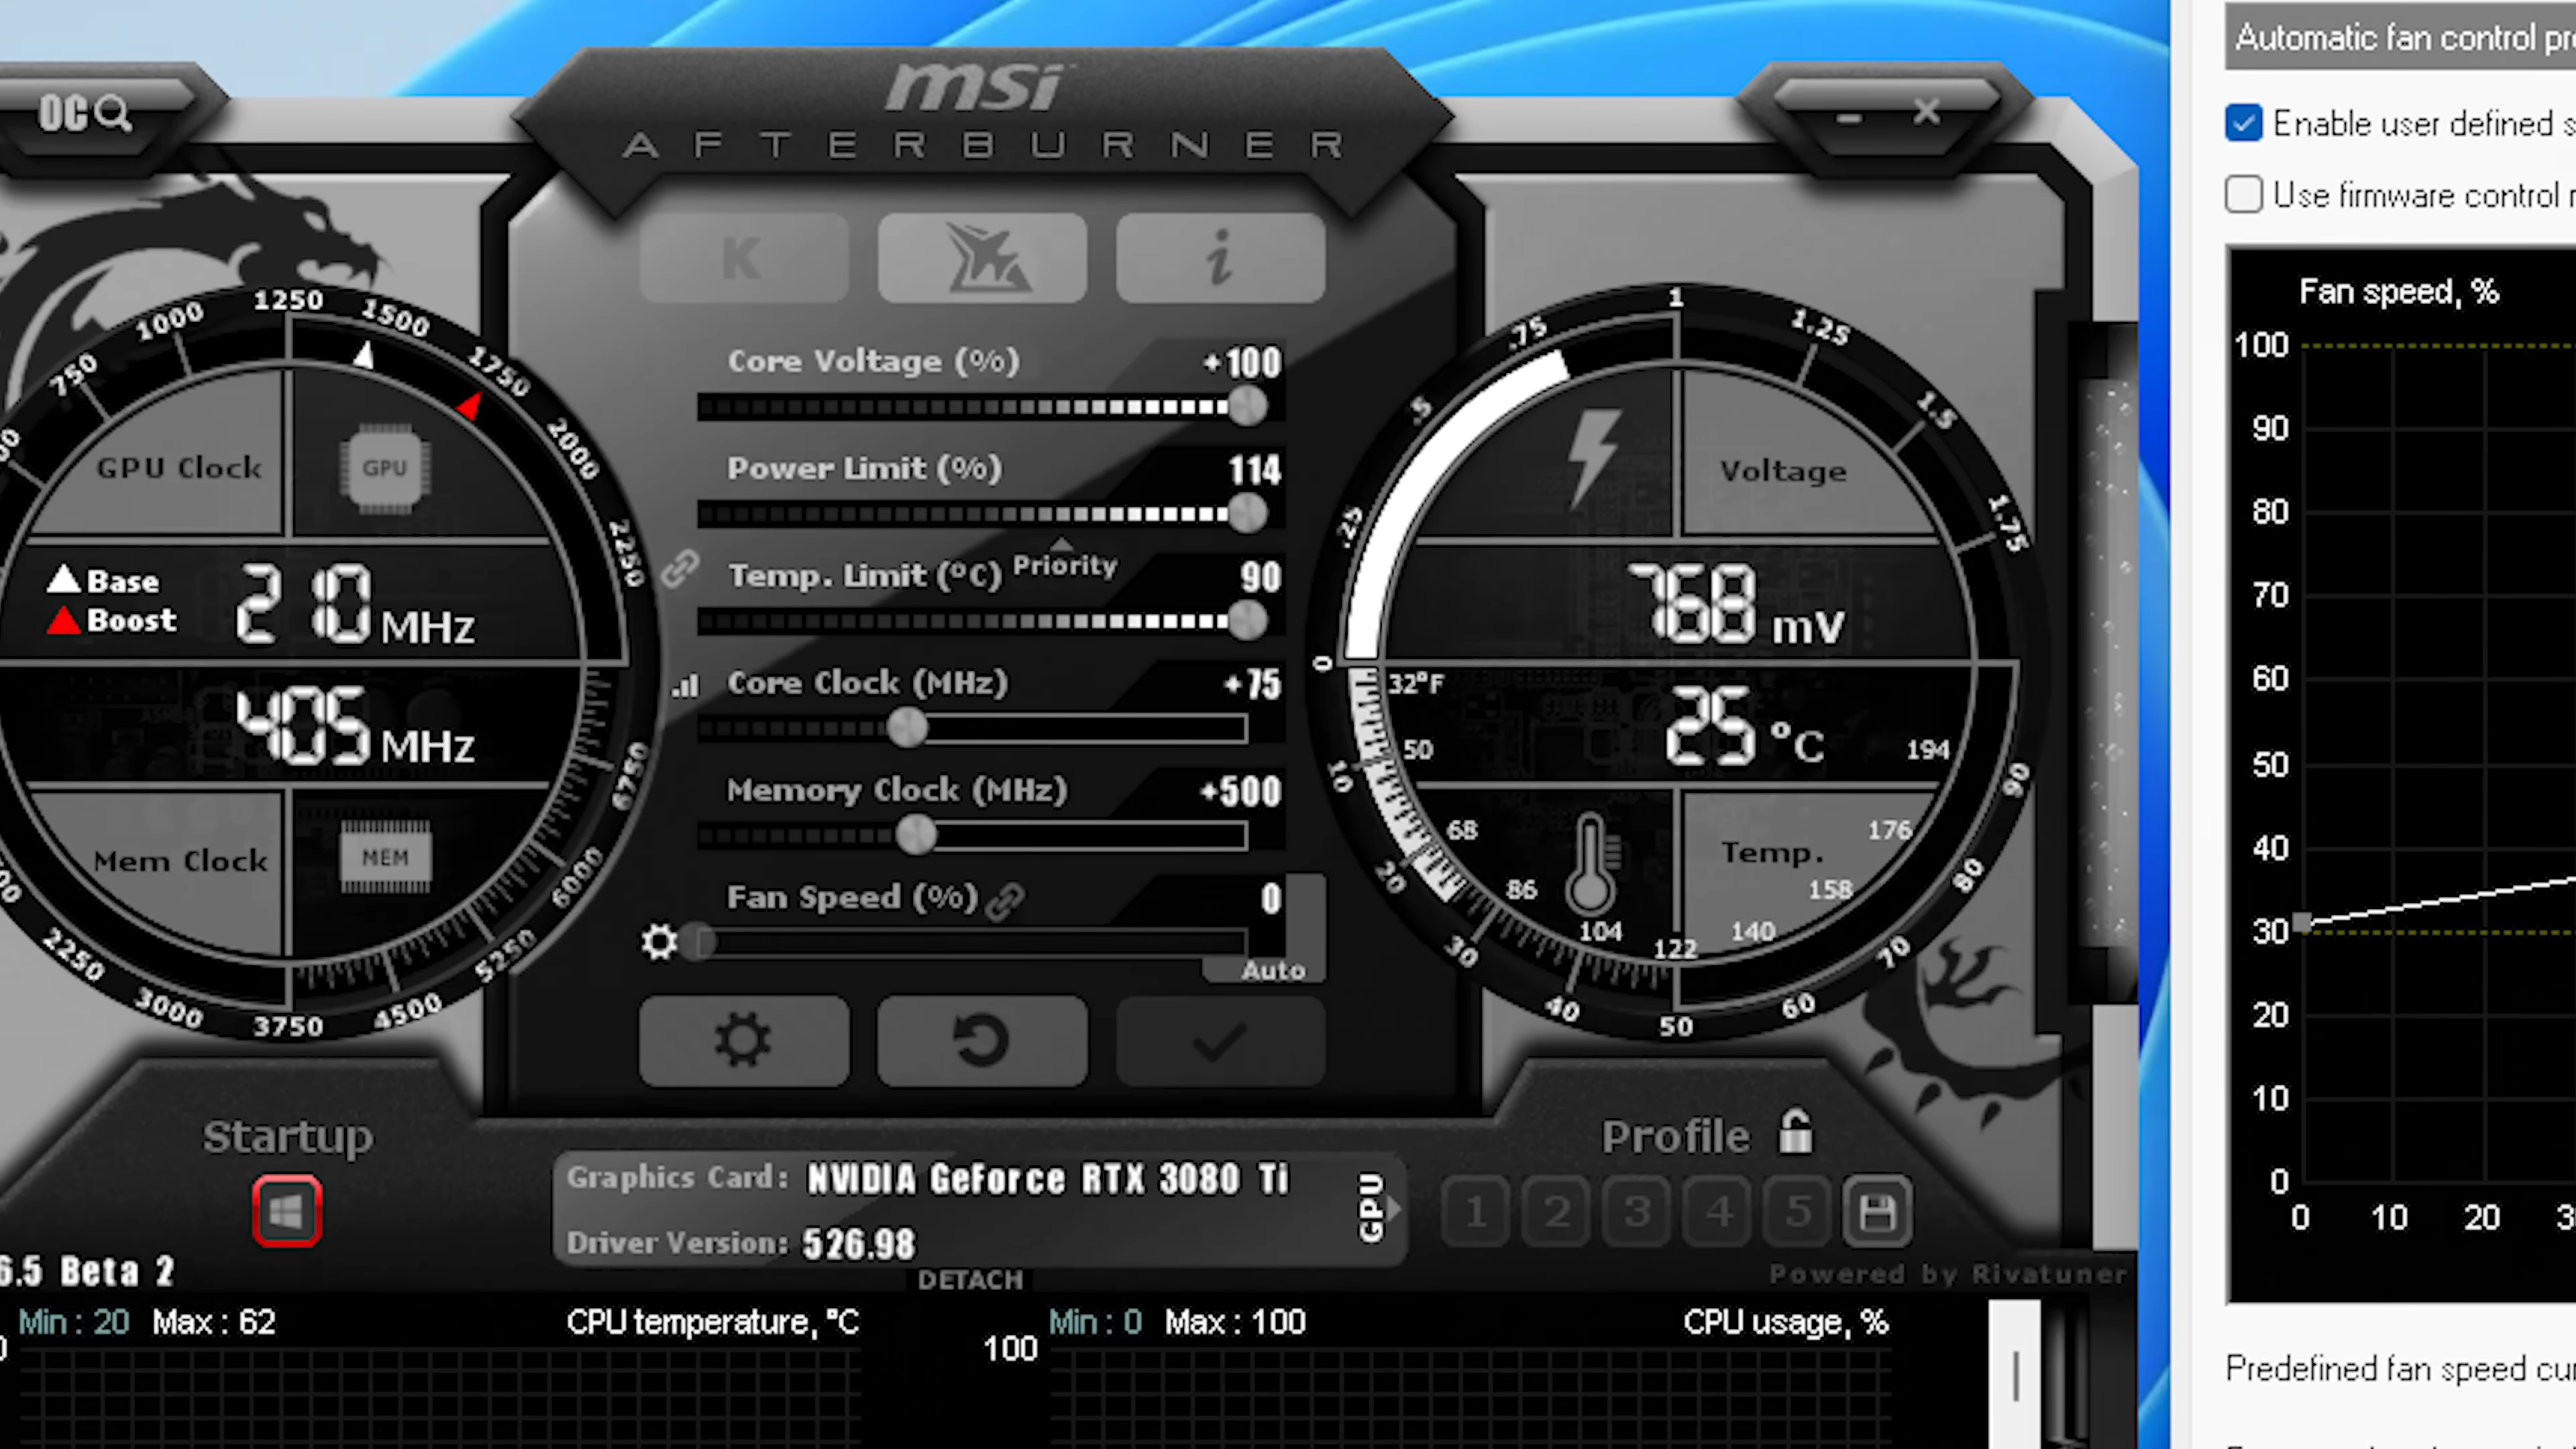 OC
msi
AFTERBURNER
K
i
Core Voltage (%) +100
Power Limit (%) 114
Priority
Temp. Limit (°C) 90
Core Clock (MHz) +75
Memory Clock (MHz) +500
Fan Speed (%) 0
Auto
750 1000 1250 1500 1750 2000 2250
GPU Clock
GPU
Base
Boost
210 MHz
405 MHz
Mem Clock
MEM
2250 3000 3750 4500 5250 6000 6750
0 .25 .5 .75 1 1.25 1.5 1.75
Voltage
768 mV
32°F
25 °C
50 68 86 104 122 140 158 176 194
Temp.
10 20 30 40 50 60 70 80 90
Startup
Graphics Card: NVIDIA GeForce RTX 3080 Ti
Driver Version: 526.98
GPU
Profile
1 2 3 4 5
6.5 Beta 2
DETACH
Powered by Rivatuner
Min : 20 Max : 62 CPU temperature, °C
Min : 0 Max : 100 CPU usage, %
100
Automatic fan control pr
Enable user defined s
Use firmware control
Fan speed, %
100
90
80
70
60
50
40
30
20
10
0
0 10 20 3
Predefined fan speed cu